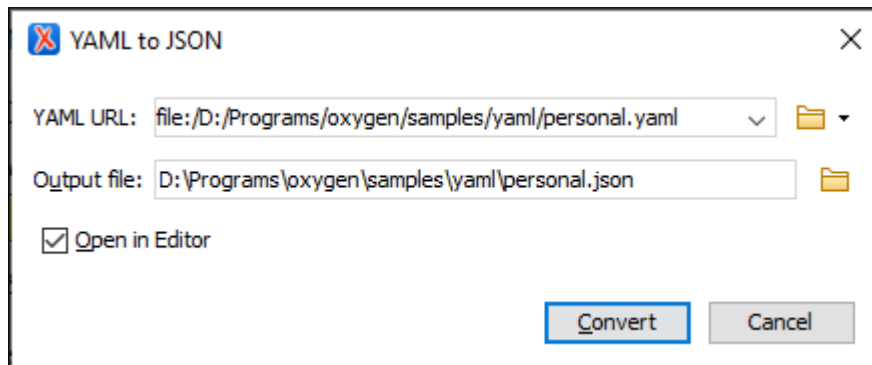 YAML to JSON
YAML URL: file:/D:/Programs/oxygen/samples/yaml/personal.yaml
Output file: D:\Programs\oxygen\samples\yaml\personal.json
Open in Editor
Convert Cancel